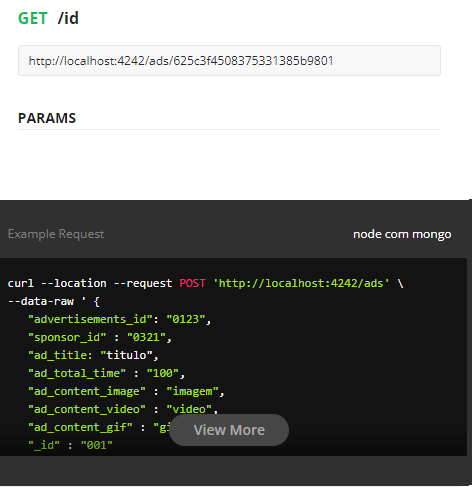 GET /id
http://localhost:4242/ads/625c3f4508375331385b9801
PARAMS
Example Request node com mongo
curl --location --request POST 'http://localhost:4242/ads' \
--data-raw ' {
"advertisements_id": "0123",
"sponsor_id" : "0321",
"ad_title: "titulo",
"ad_total_time" : "100",
"ad_content_image" : "imagem",
"ad_content_video" : "video",
"ad_content_gif" :
View More
"_id" : "001"